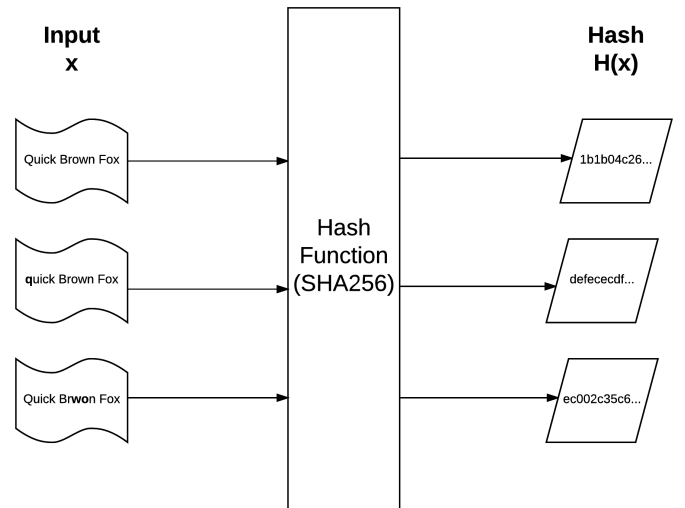 Input
x
Hash
H(x)
Quick Brown Fox
1b1b04c26...
Hash
Function
(SHA256)
quick Brown Fox
defececdf...
Quick Brwon Fox
ec002c35c6...